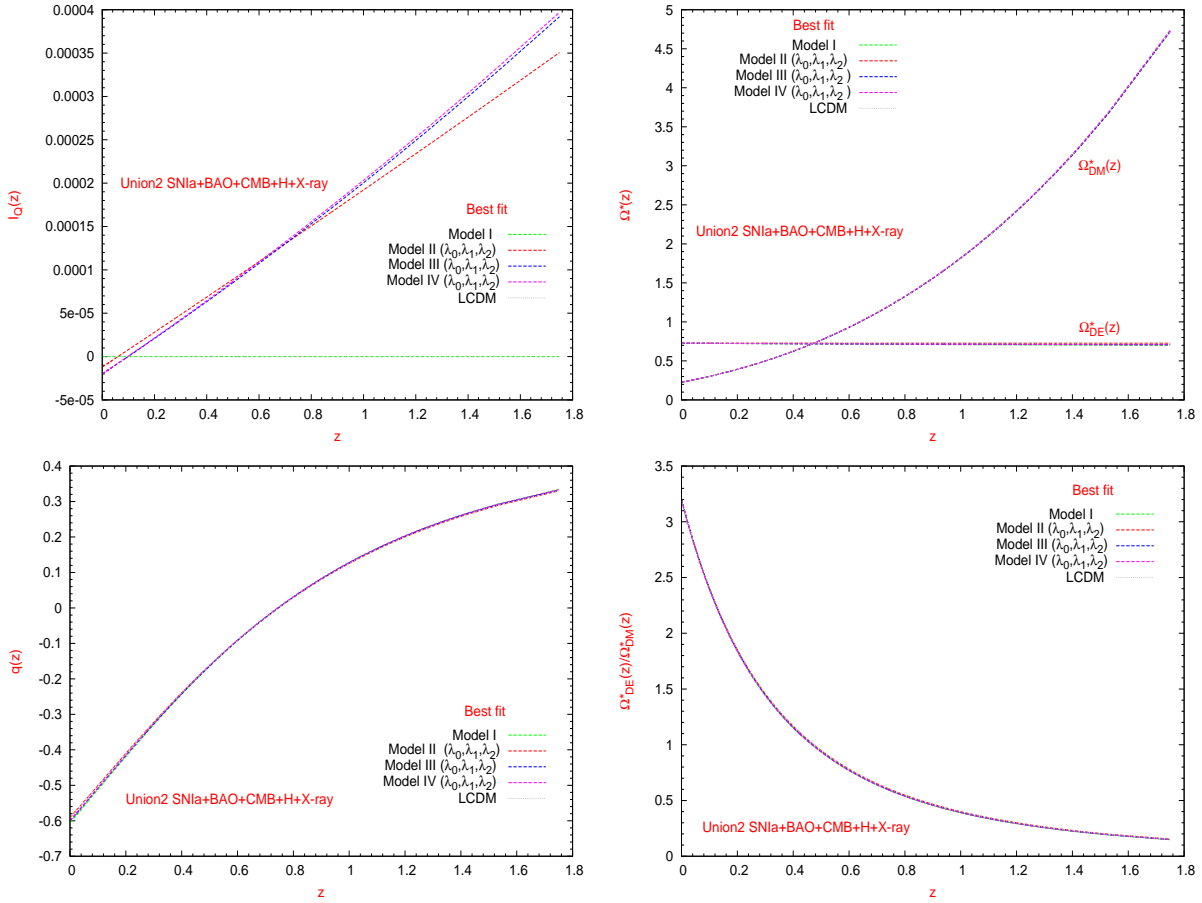 0.0004
0.00035
0.0003
0.00025
0.0002
0.00015
0.0001
5e-05
0
-5e-05
I_Q(z)
Union2 SNIa+BAO+CMB+H+X-ray
Best fit
Model I
Model II (λ₀,λ₁,λ₂)
Model III (λ₀,λ₁,λ₂)
Model IV (λ₀,λ₁,λ₂)
LCDM
0 0.2 0.4 0.6 0.8 1 1.2 1.4 1.6 1.8
z
5
4.5
4
3.5
3
2.5
2
1.5
1
0.5
0
Ω*(z)
Best fit
Model I
Model II (λ₀,λ₁,λ₂)
Model III (λ₀,λ₁,λ₂ )
Model IV (λ₀,λ₁,λ₂ )
LCDM
Ω*_DM(z)
Union2 SNIa+BAO+CMB+H+X-ray
Ω*_DE(z)
0 0.2 0.4 0.6 0.8 1 1.2 1.4 1.6 1.8
z
0.4
0.3
0.2
0.1
0
-0.1
-0.2
-0.3
-0.4
-0.5
-0.6
-0.7
q(z)
Best fit
Model I
Model II (λ₀,λ₁,λ₂)
Model III (λ₀,λ₁,λ₂)
Model IV (λ₀,λ₁,λ₂)
LCDM
Union2 SNIa+BAO+CMB+H+X-ray
0 0.2 0.4 0.6 0.8 1 1.2 1.4 1.6 1.8
z
3.5
3
2.5
2
1.5
1
0.5
0
Ω*_DE(z)/Ω*_DM(z)
Best fit
Model I
Model II (λ₀,λ₁,λ₂)
Model III (λ₀,λ₁,λ₂)
Model IV (λ₀,λ₁,λ₂)
LCDM
Union2 SNIa+BAO+CMB+H+X-ray
0 0.2 0.4 0.6 0.8 1 1.2 1.4 1.6 1.8
z